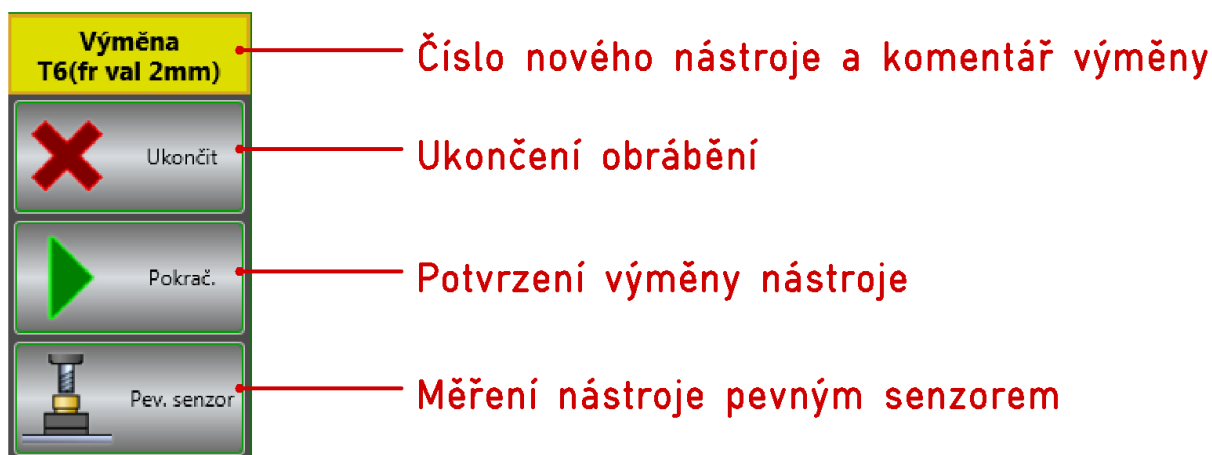 Výměna
T6(fr val 2mm)
Číslo nového nástroje a komentář výměny
Ukončit
Ukončení obrábění
Pokrač.
Potvrzení výměny nástroje
Pev. senzor
Měření nástroje pevným senzorem